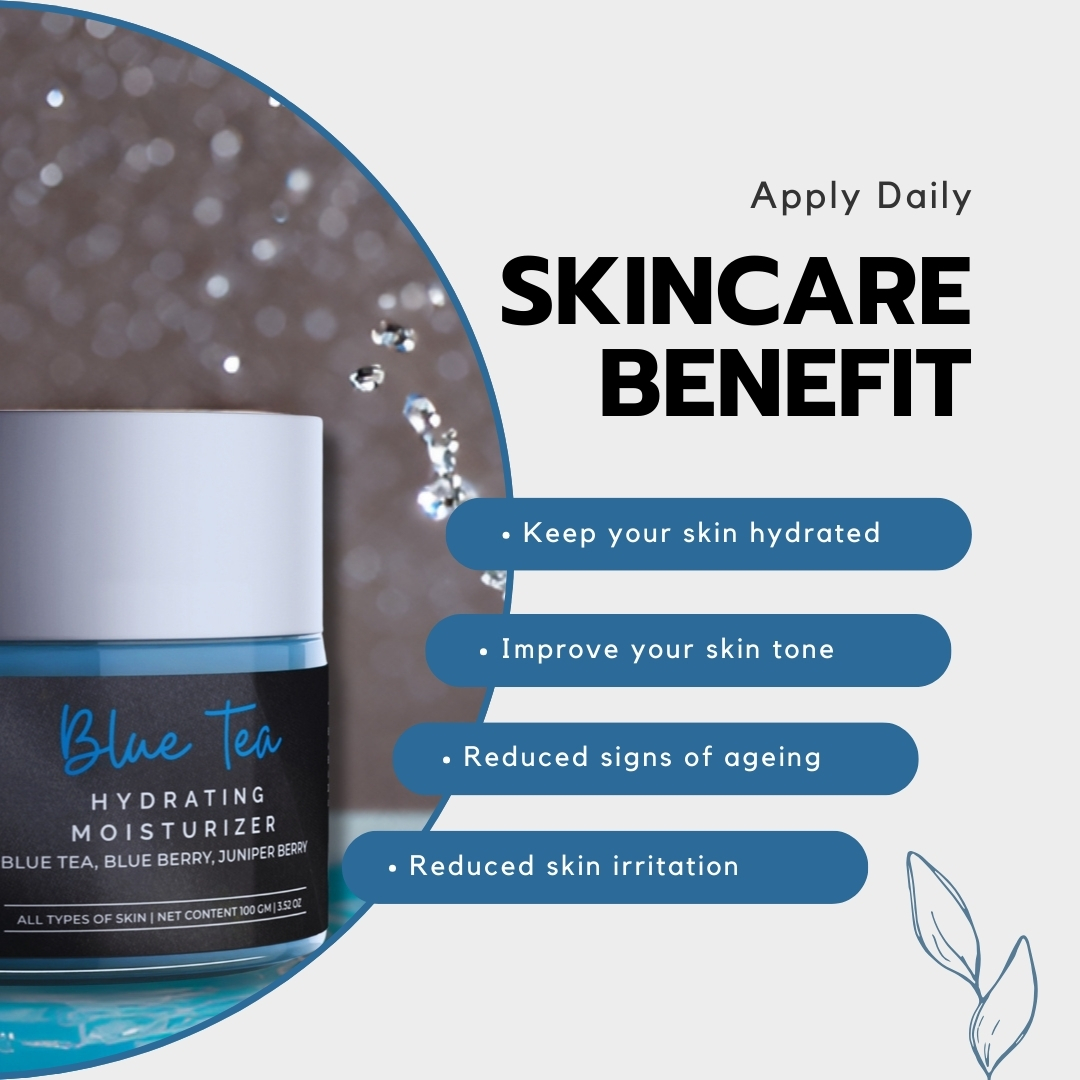 Apply Daily
SKINCARE
BENEFIT
• Keep your skin hydrated
• Improve your skin tone
• Reduced signs of ageing
• Reduced skin irritation
Blue Tea
HYDRATING
MOISTURIZER
BLUE TEA, BLUE BERRY, JUNIPER BERRY
ALL TYPES OF SKIN | NET CONTENT 100 GM | 3.52 OZ